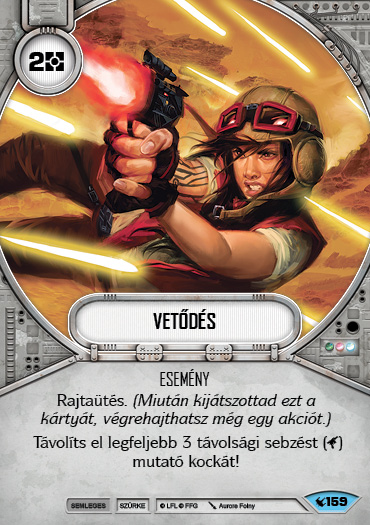 2
VETŐDÉS
ESEMÉNY
Rajtaütés. (Miután kijátszottad ezt a
kártyát, végrehajthatsz még egy akciót.)
Távolíts el legfeljebb 3 távolsági sebzést ( )
mutató kockát!
SEMLEGES SZÜRKE © LFL © FFG Aurore Folny 159